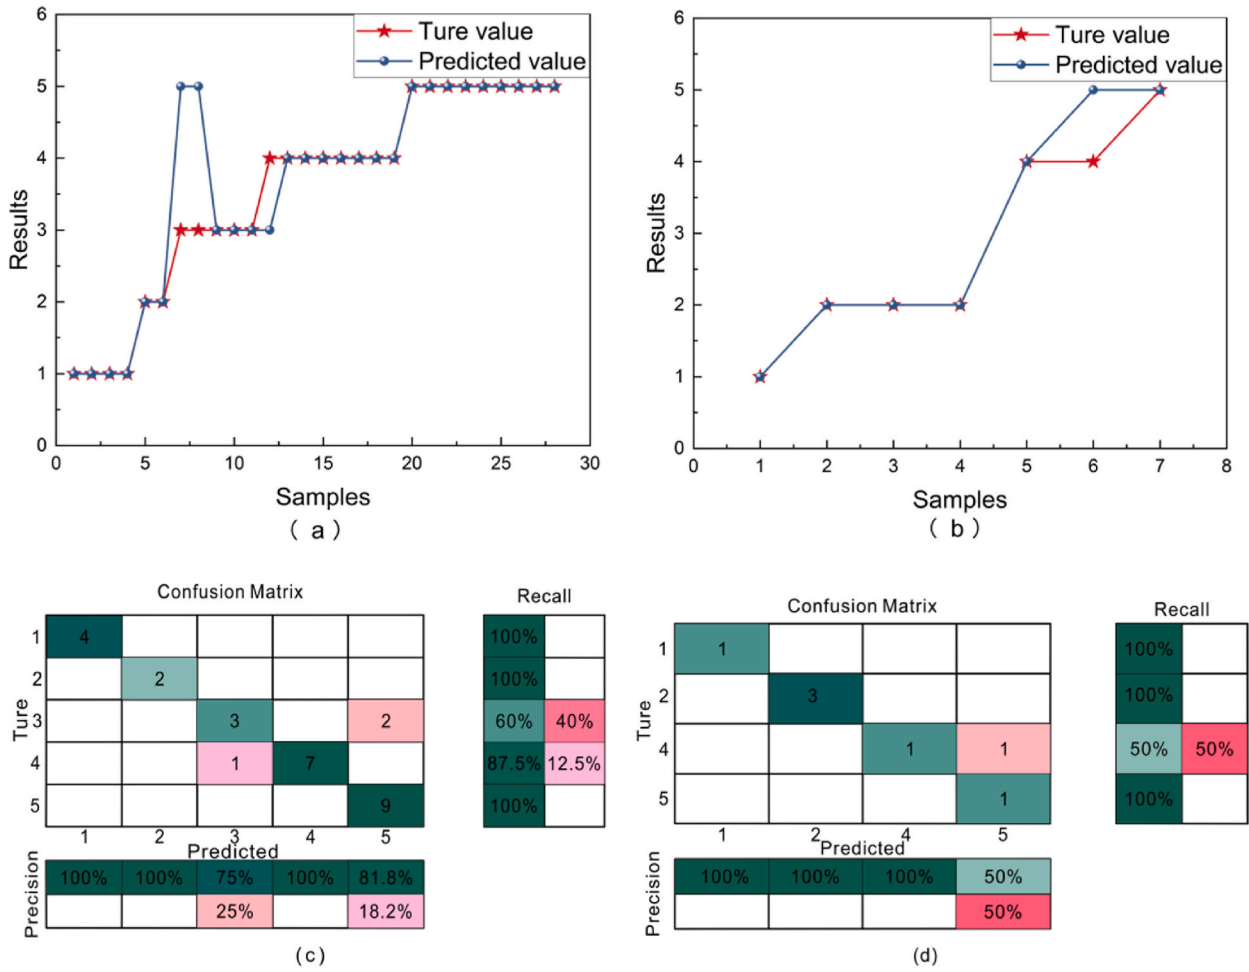 6
5
4
3
2
1
0
Results
Ture value
Predicted value
0 5 10 15 20 25 30
Samples
( a )
6
5
4
3
2
1
0
Results
Ture value
Predicted value
0 1 2 3 4 5 6 7 8
Samples
( b )
Confusion Matrix
Recall
Ture
1 4 100%
2 2 100%
3 3 2 60% 40%
4 1 7 87.5% 12.5%
5 9 100%
1 2 3 4 5
Predicted
Precision
100% 100% 75% 100% 81.8%
25% 18.2%
(c)
Confusion Matrix
Recall
Ture
1 1 100%
2 3 100%
4 1 1 50% 50%
5 1 100%
1 2 4 5
Predicted
Precision
100% 100% 100% 50%
50%
(d)